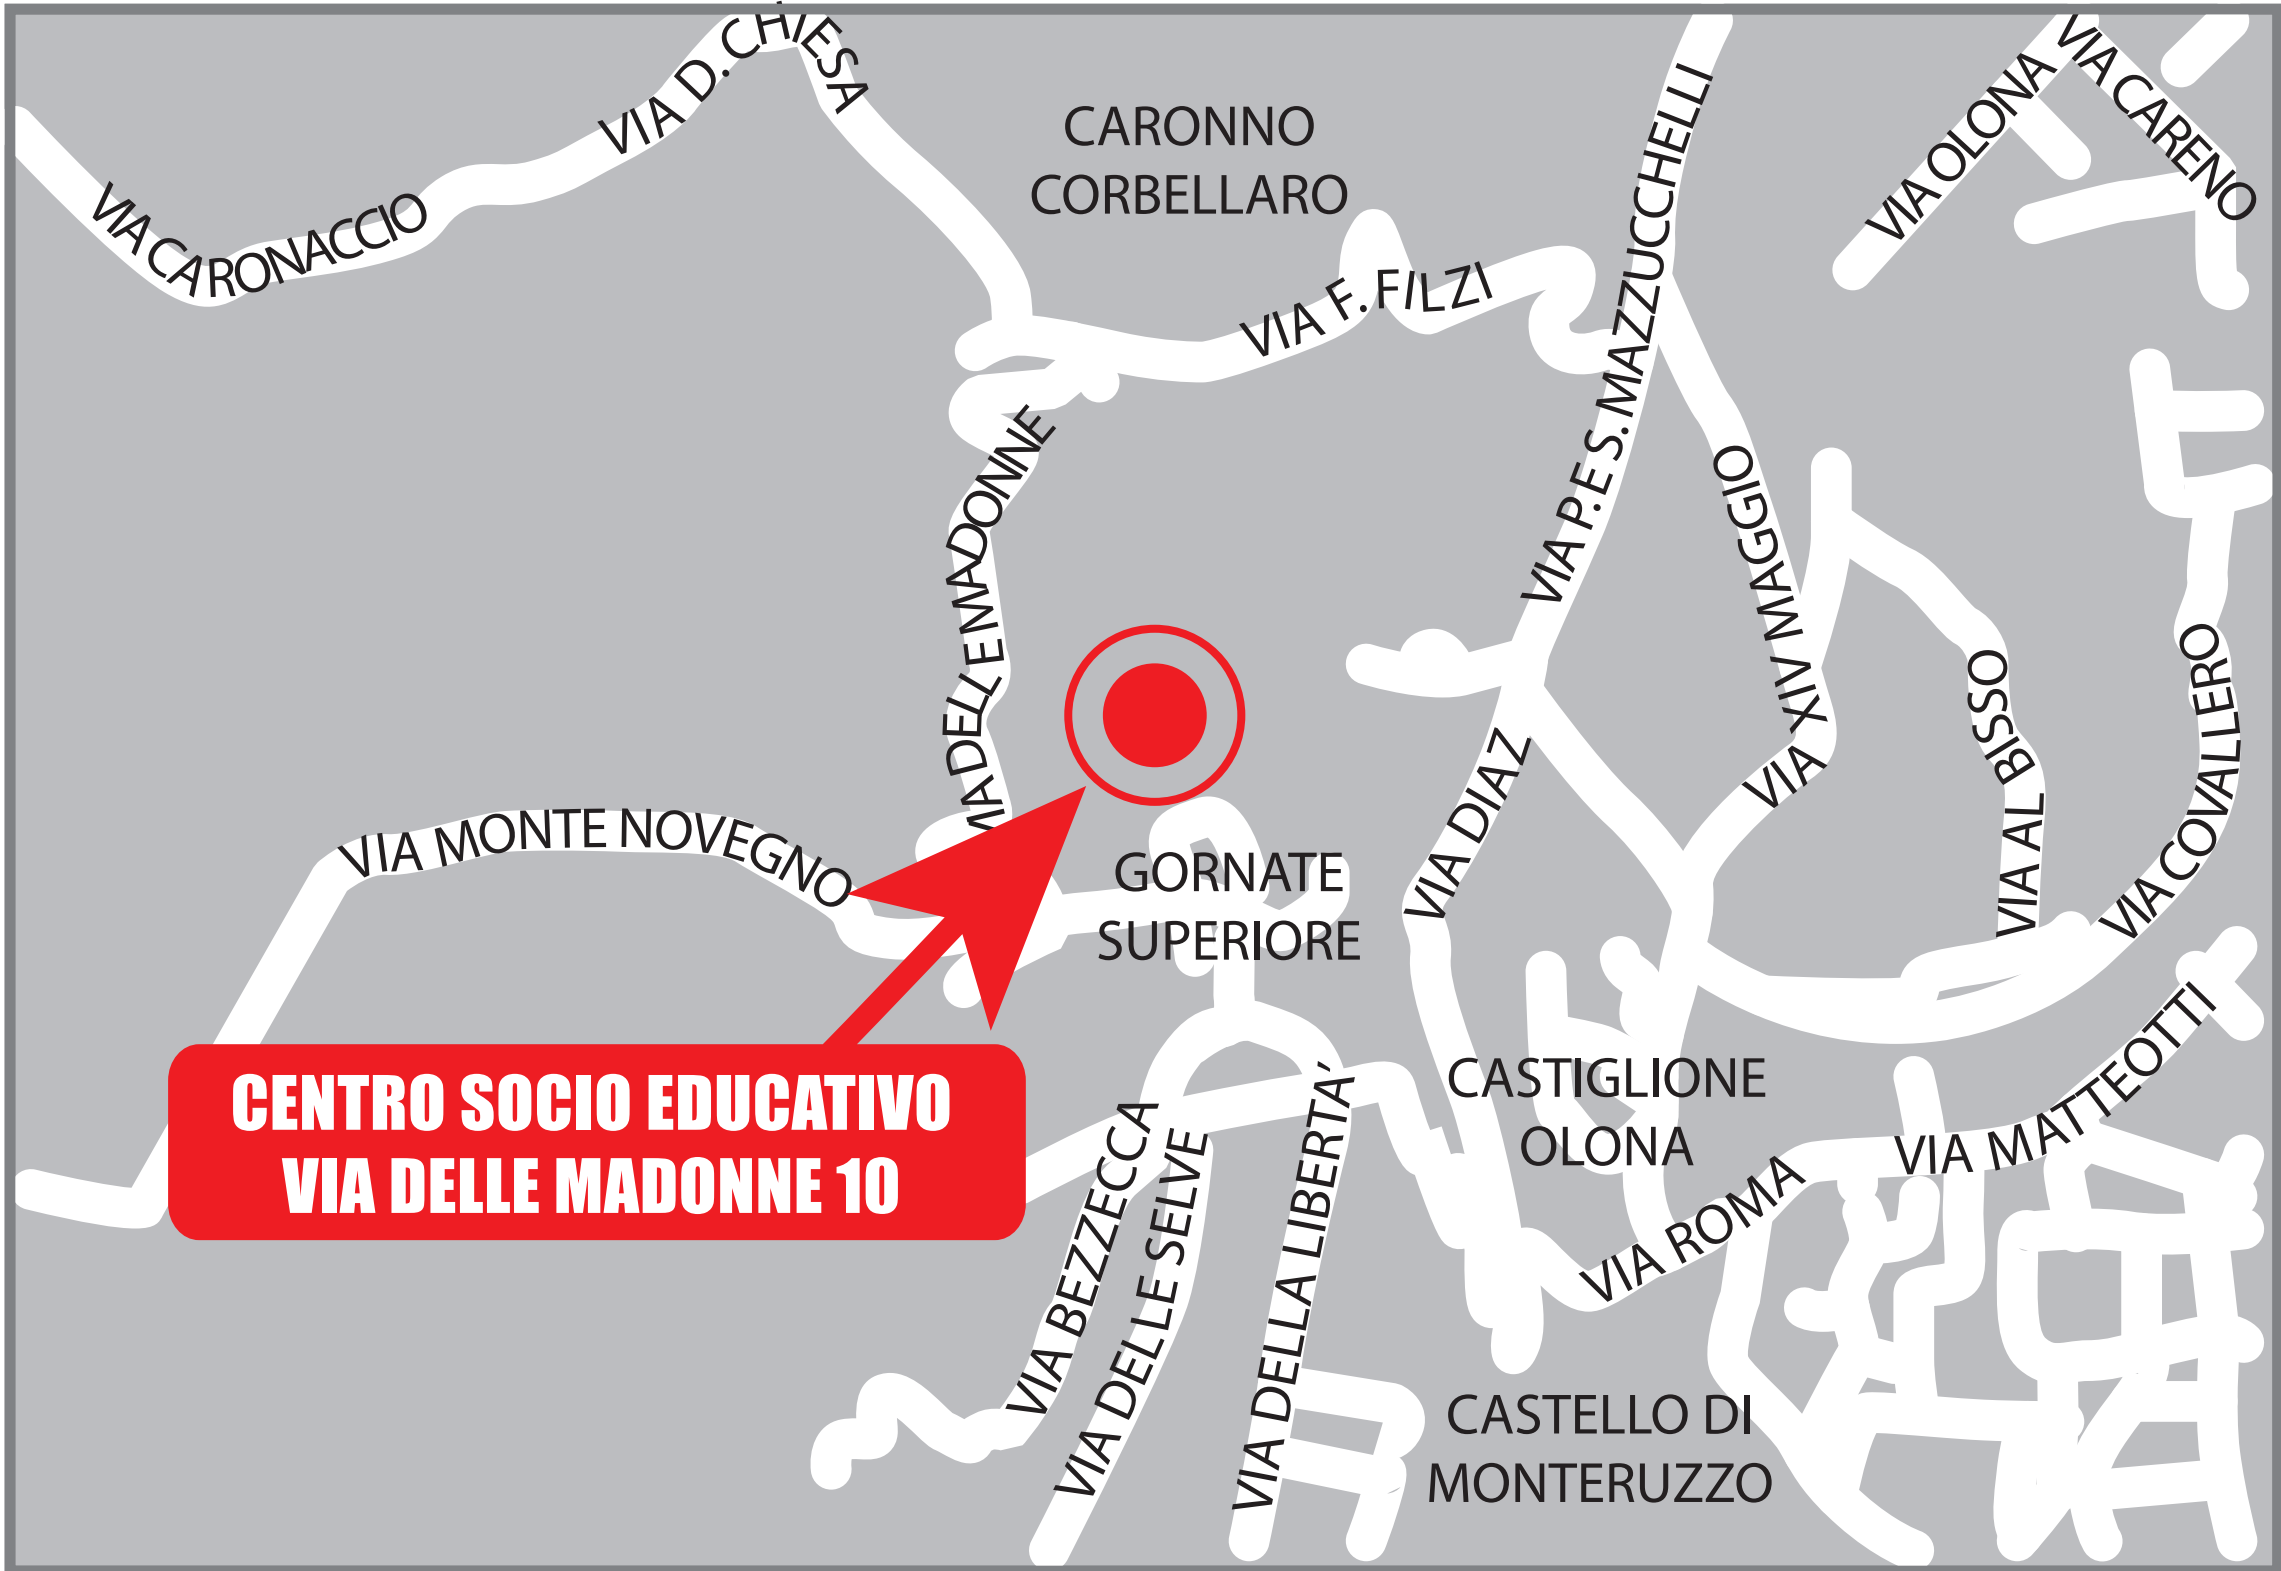 VIA D. CHIESA
VIA CARONACCIO
CARONNO
CORBELLARO
VIA F. FILZI
VIA P. E S. MAZZUCCHELLI
VIA OLONA
VIA CARENO
VIA DELLE MADONNE
VIA XIV MAGGIO
VIA AL BISSO
VIA COVALLERO
VIA DIAZ
VIA MONTE NOVEGNO
GORNATE
SUPERIORE
CENTRO SOCIO EDUCATIVO
VIA DELLE MADONNE 10
CASTIGLIONE
OLONA
VIA MATTEOTTI
VIA ROMA
VIA BEZZECCA
VIA DELLE SELVE
VIA DELLA LIBERTA'
CASTELLO DI
MONTERUZZO